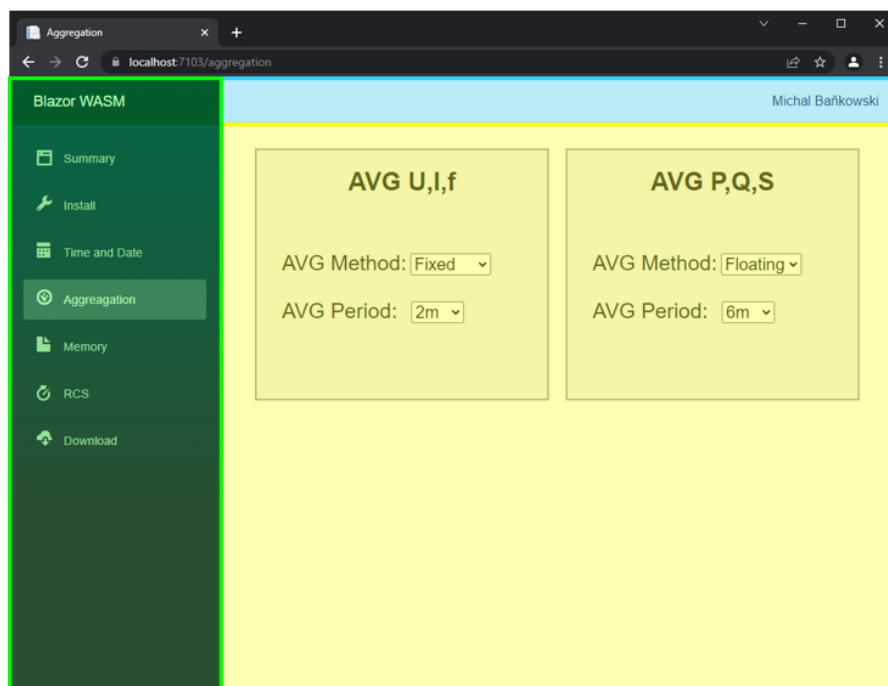 Aggregation
localhost:7103/aggregation
Blazor WASM
Michal Bańkowski
Summary
Install
Time and Date
Aggreagation
Memory
RCS
Download
AVG U,I,f
AVG Method: Fixed
AVG Period: 2m
AVG P,Q,S
AVG Method: Floating
AVG Period: 6m